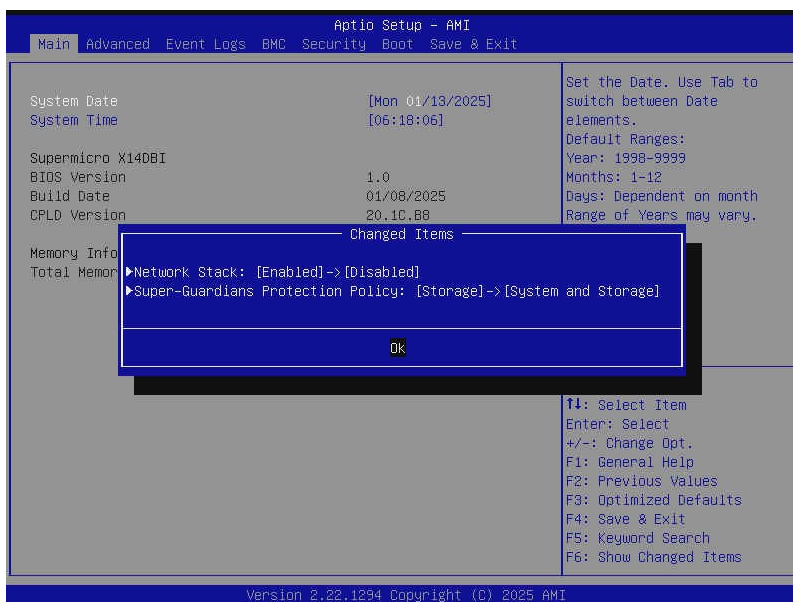 Aptio Setup - AMI
Main Advanced Event Logs BMC Security Boot Save & Exit
System Date [Mon 01/13/2025]
System Time [06:18:06]
Supermicro X14DBI
BIOS Version 1.0
Build Date 01/08/2025
CPLD Version 20.1C.B8
Memory Info
Total Memor
Set the Date. Use Tab to
switch between Date
elements.
Default Ranges:
Year: 1998-9999
Months: 1-12
Days: Dependent on month
Range of Years may vary.
Changed Items
▶Network Stack: [Enabled]->[Disabled]
▶Super-Guardians Protection Policy: [Storage]->[System and Storage]
Ok
↑↓: Select Item
Enter: Select
+/-: Change Opt.
F1: General Help
F2: Previous Values
F3: Optimized Defaults
F4: Save & Exit
F5: Keyword Search
F6: Show Changed Items
Version 2.22.1294 Copyright (C) 2025 AMI